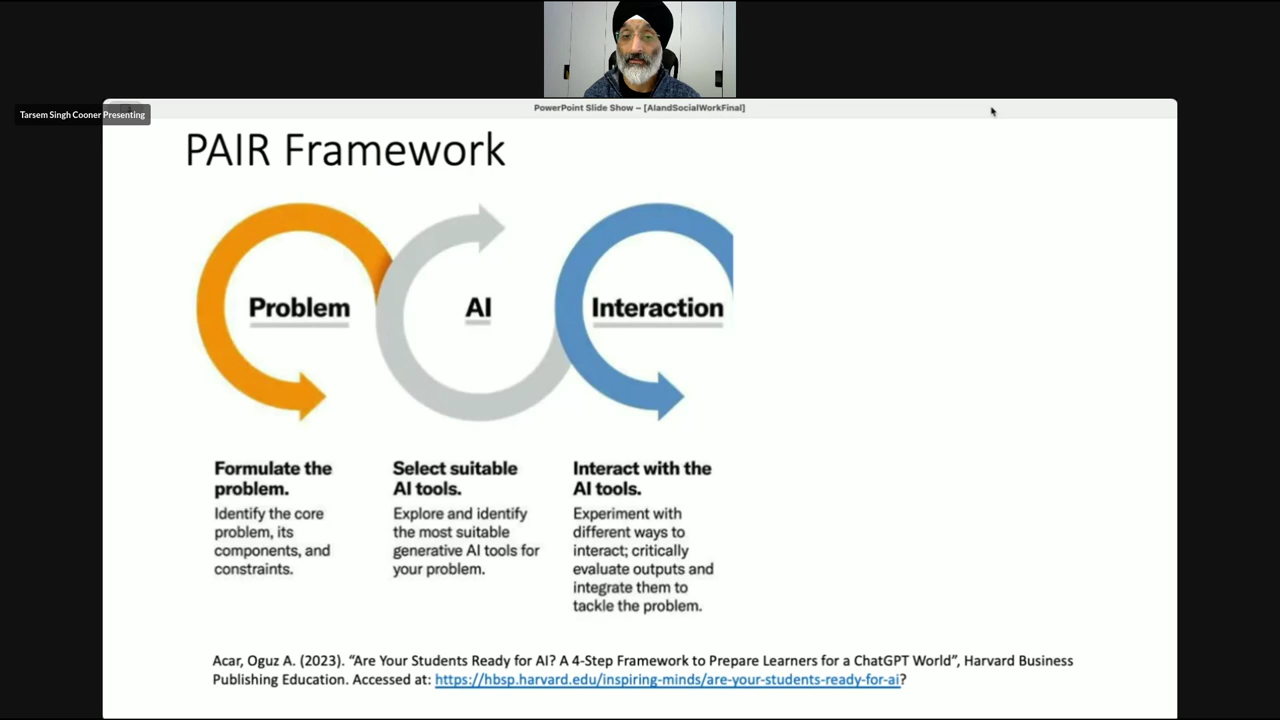 PowerPoint Slide Show – [AIandSocialWorkFinal]
Tarsem Singh Cooner Presenting
PAIR Framework
Problem
AI
Interaction
Formulate the
problem.
Identify the core
problem, its
components, and
constraints.
Select suitable
AI tools.
Explore and identify
the most suitable
generative AI tools for
your problem.
Interact with the
AI tools.
Experiment with
different ways to
interact; critically
evaluate outputs and
integrate them to
tackle the problem.
Acar, Oguz A. (2023). “Are Your Students Ready for AI? A 4-Step Framework to Prepare Learners for a ChatGPT World”, Harvard Business
Publishing Education. Accessed at: https://hbsp.harvard.edu/inspiring-minds/are-your-students-ready-for-ai?